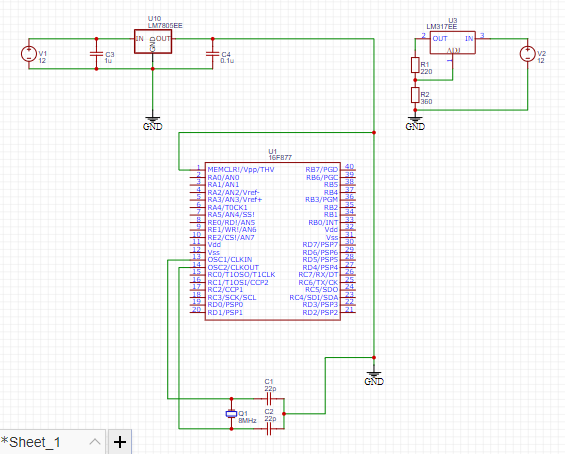 U10
LM7805EE
IN OUT
GND
V1
12
C3
1u
C4
0.1u
GND
U3
LM317EE
2 OUT IN 3
ADJ
1
R1
220
R2
360
V2
12
GND
U1
16F877
1 MEMCLR!/Vpp/THV RB7/PGD 40
2 RA0/AN0 RB6/PGC 39
3 RA1/AN1 RB5 38
4 RA2/AN2/Vref- RB4 37
5 RA3/AN3/Vref+ RB3/PGM 36
6 RA4/T0CK1 RB2 35
7 RA5/AN4/SS! RB1 34
8 RE0/RD!/AN5 RB0/INT 33
9 RE1/WR!/AN6 Vdd 32
10 RE2/CS!/AN7 Vss 31
11 Vdd RD7/PSP7 30
12 Vss RD6/PSP6 29
13 OSC1/CLKIN RD5/PSP5 28
14 OSC2/CLKOUT RD4/PSP4 27
15 RC0/T1OSO/T1CLK RC7/RX/DT 26
16 RC1/T1OSI/CCP2 RC6/TX/CK 25
17 RC2/CCP1 RC5/SDO 24
18 RC3/SCK/SCL RC4/SDI/SDA 23
19 RD0/PSP0 RD3/PSP3 22
20 RD1/PSP1 RD2/PSP2 21
GND
C1
22p
Q1
8MHz
C2
22p
*Sheet_1 +